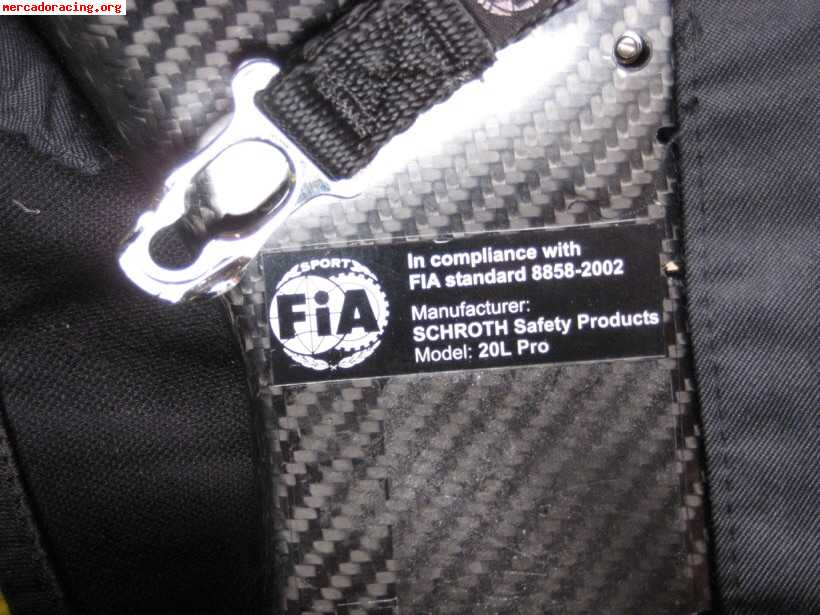 mercadoracing.org
SPORT
FiA
In compliance with
FIA standard 8858-2002
Manufacturer:
SCHROTH Safety Products
Model: 20L Pro